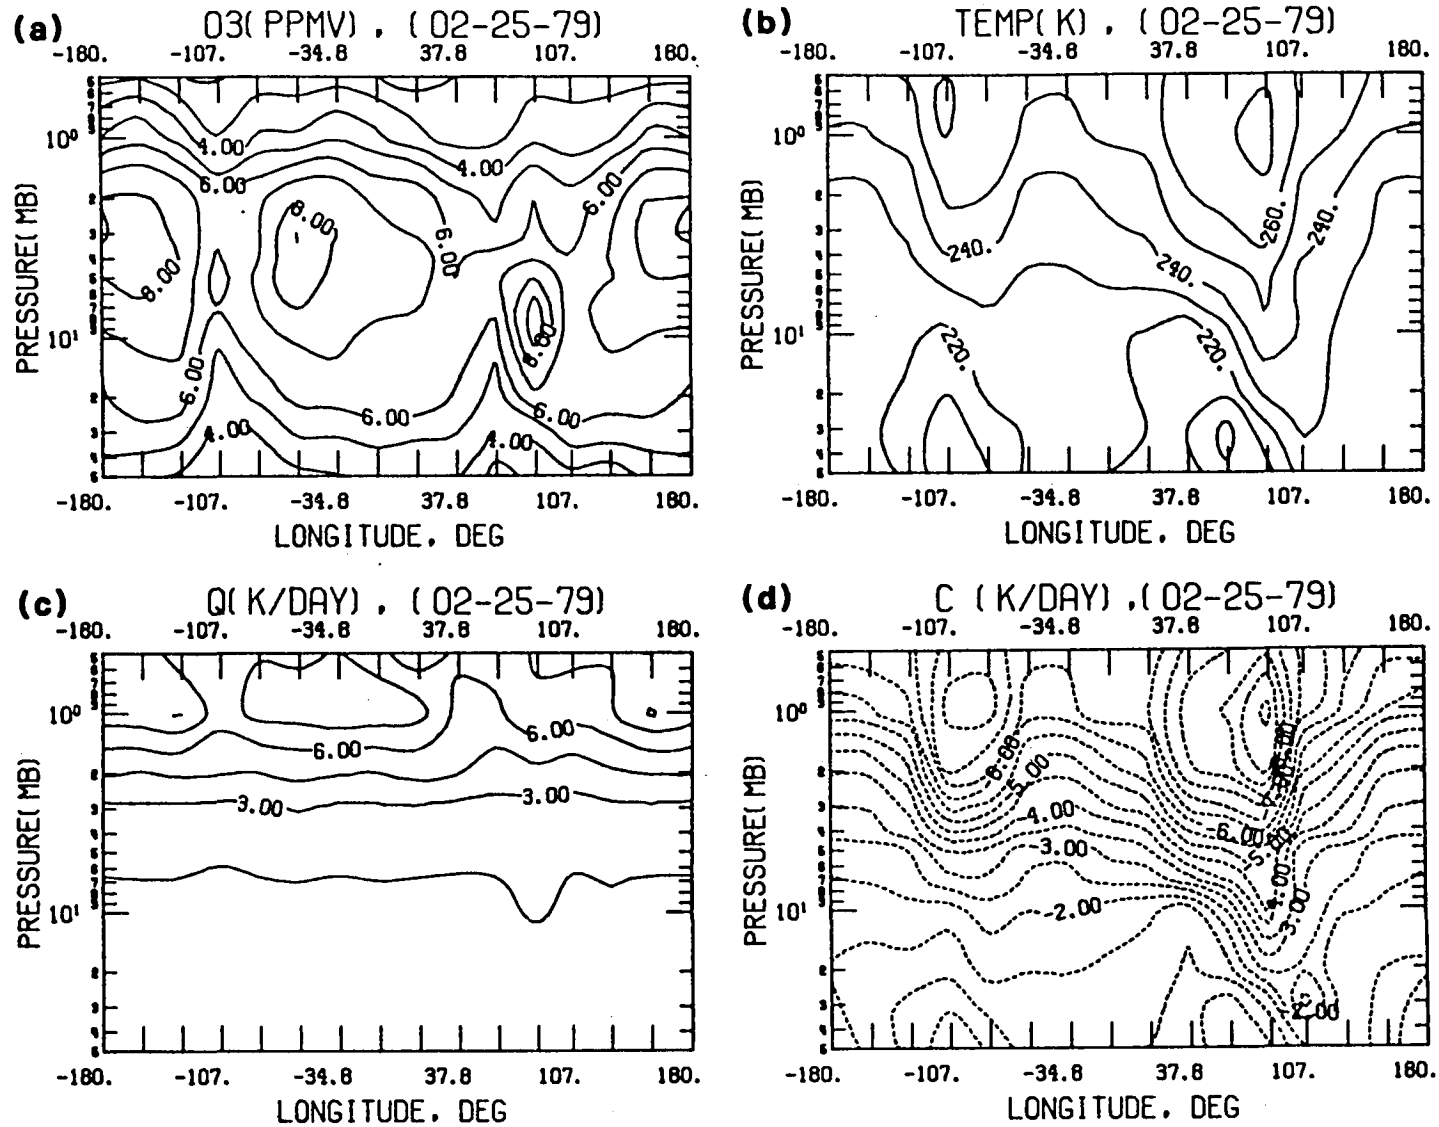 (a) O3(PPMV), (02-25-79)
-180. -107. -34.8 37.8 107. 180.
PRESSURE(MB)
10⁰
10¹
4.00
4.00
6.00
6.00
8.00
6.00
8.00
8.00
6.00
6.00
6.00
4.00
4.00
-180. -107. -34.8 37.8 107. 180.
LONGITUDE, DEG
(b) TEMP(K), (02-25-79)
-180. -107. -34.8 37.8 107. 180.
PRESSURE(MB)
10⁰
10¹
260.
240.
240.
240.
220.
220.
-180. -107. -34.8 37.8 107. 180.
LONGITUDE, DEG
(c) Q(K/DAY), (02-25-79)
-180. -107. -34.8 37.8 107. 180.
PRESSURE(MB)
10⁰
10¹
6.00
6.00
3.00
3.00
-180. -107. -34.8 37.8 107. 180.
LONGITUDE, DEG
(d) C (K/DAY),(02-25-79)
-180. -107. -34.8 37.8 107. 180.
PRESSURE(MB)
10⁰
10¹
5.00
-4.00
-6.00
-3.00
-4.00
-2.00
3.00
-2.00
-180. -107. -34.8 37.8 107. 180.
LONGITUDE, DEG